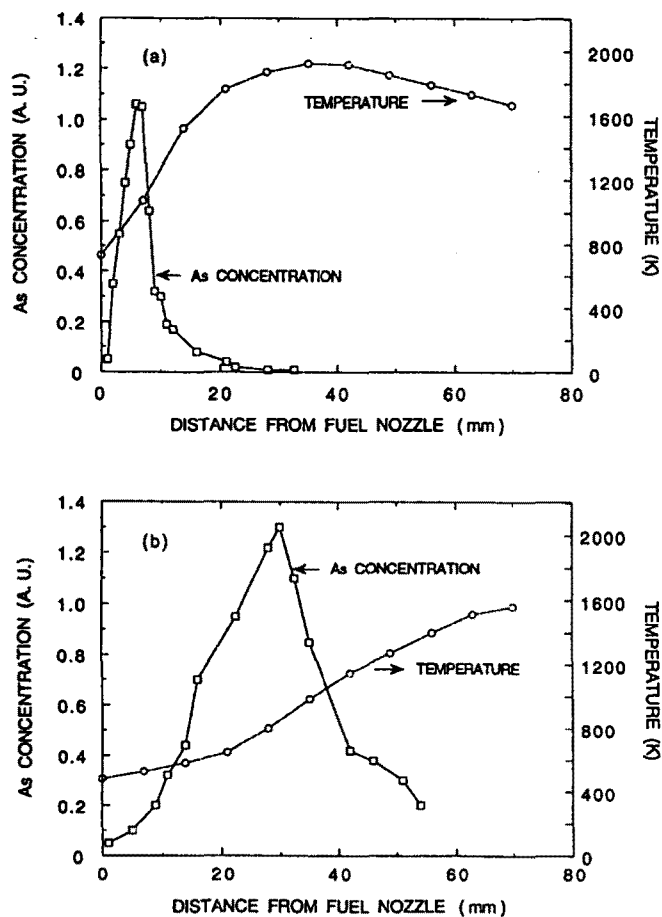 (a)
1.4
1.2
1.0
0.8
0.6
0.4
0.2
0
As CONCENTRATION (A. U.)
TEMPERATURE
As CONCENTRATION
2000
1600
1200
800
400
0
TEMPERATURE (K)
0 20 40 60 80
DISTANCE FROM FUEL NOZZLE (mm)
(b)
1.4
1.2
1.0
0.8
0.6
0.4
0.2
0
As CONCENTRATION (A. U.)
As CONCENTRATION
TEMPERATURE
2000
1600
1200
800
400
0
TEMPERATURE (K)
0 20 40 60 80
DISTANCE FROM FUEL NOZZLE (mm)